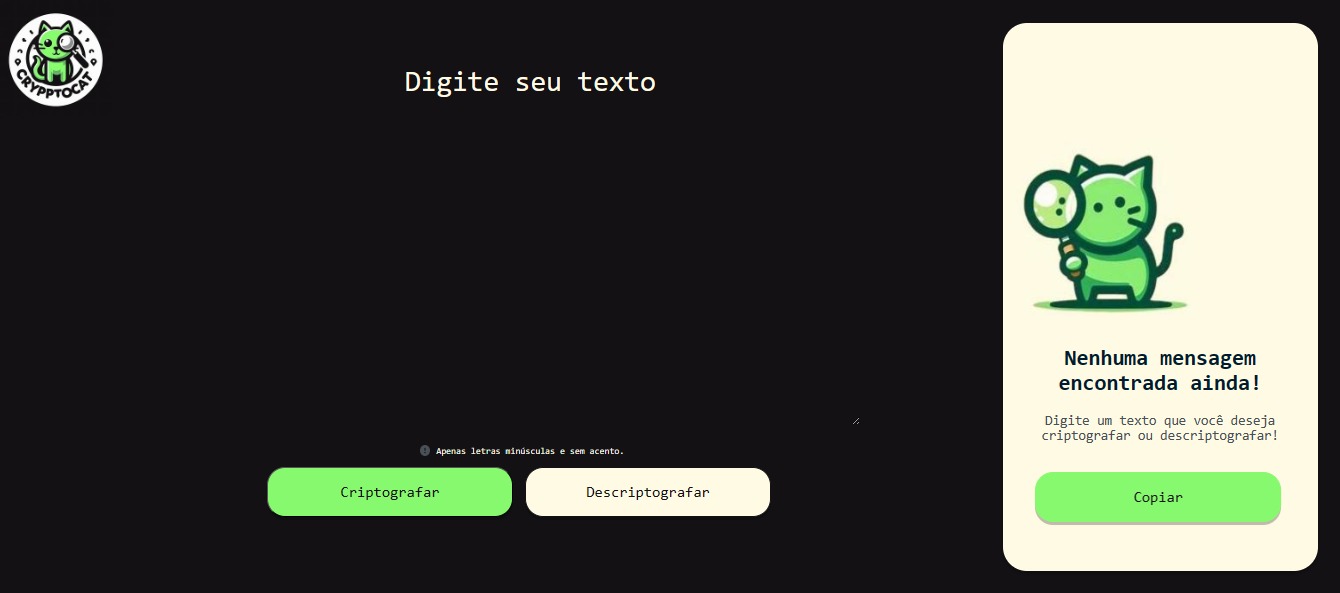 CRYPPTOCAT
Digite seu texto
Apenas letras minúsculas e sem acento.
Criptografar
Descriptografar
Nenhuma mensagem
encontrada ainda!
Digite um texto que você deseja
criptografar ou descriptografar!
Copiar